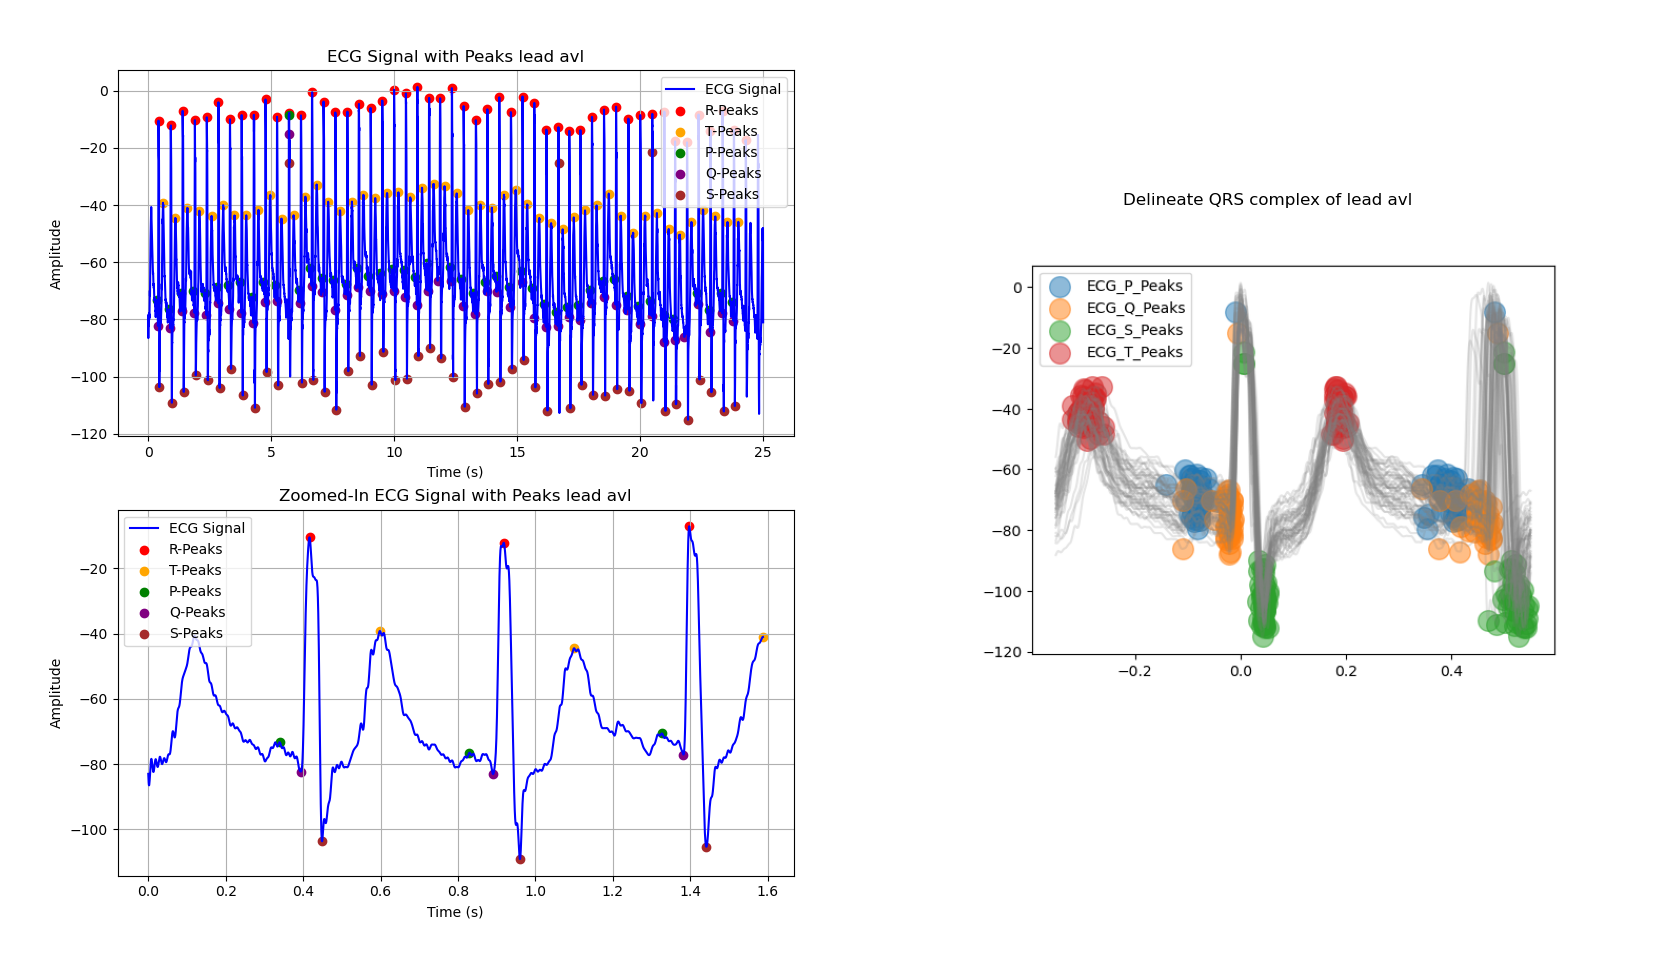 ECG Signal with Peaks lead avl
ECG Signal
R-Peaks
T-Peaks
P-Peaks
Q-Peaks
S-Peaks
Amplitude
0
−20
−40
−60
−80
−100
−120
0
5
10
15
20
25
Time (s)
Zoomed-In ECG Signal with Peaks lead avl
ECG Signal
R-Peaks
T-Peaks
P-Peaks
Q-Peaks
S-Peaks
Amplitude
−20
−40
−60
−80
−100
0.0
0.2
0.4
0.6
0.8
1.0
1.2
1.4
1.6
Time (s)
Delineate QRS complex of lead avl
ECG_P_Peaks
ECG_Q_Peaks
ECG_S_Peaks
ECG_T_Peaks
0
−20
−40
−60
−80
−100
−120
−0.2
0.0
0.2
0.4